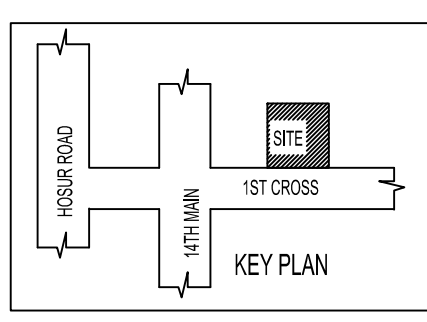 HOSUR ROAD
14TH MAIN
SITE
1ST CROSS
KEY PLAN